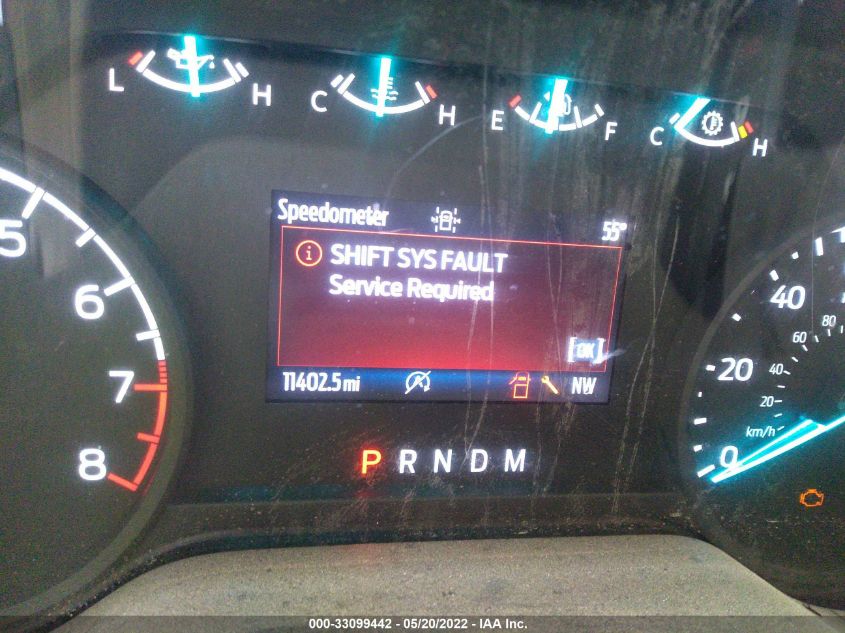 L H C H E F C H
Speedometer 55°
SHIFT SYS FAULT
Service Required
[OK]
11402.5 mi NW
P R N D M
5
6
7
8
40
20
0
80
60
40
20
km/h
000-33099442 - 05/20/2022 - IAA Inc.